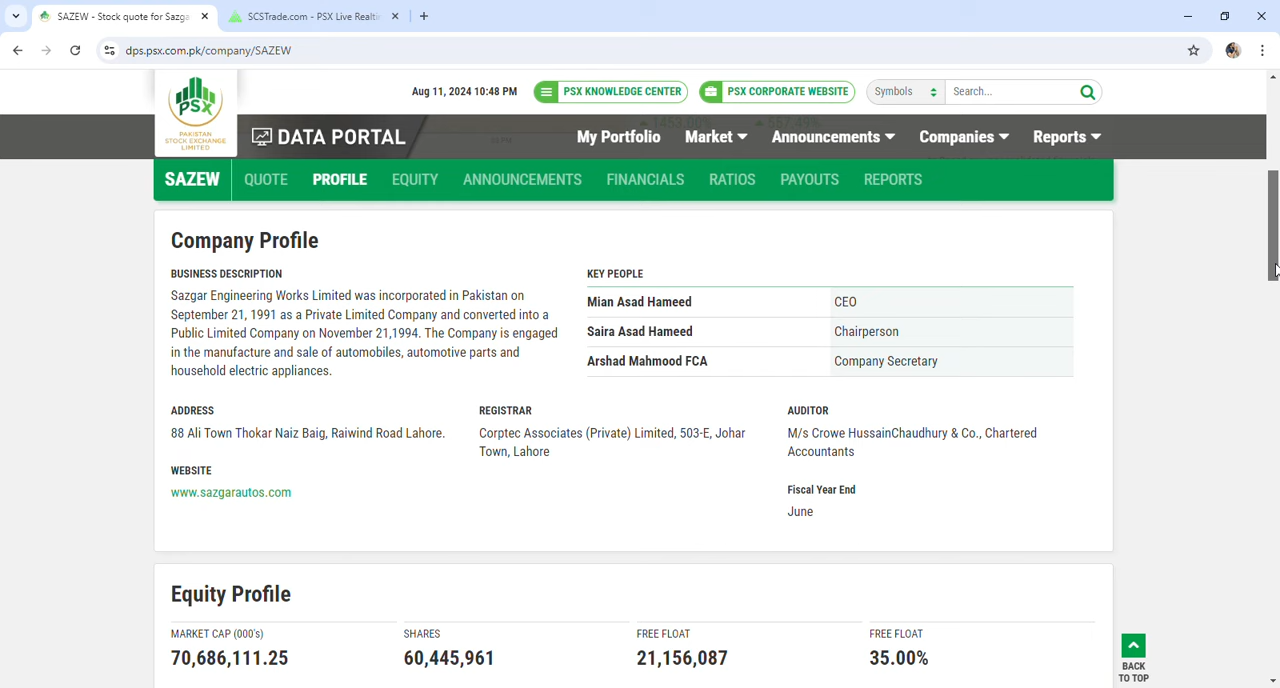 SAZEW - Stock quote for Sazga
SCSTrade.com - PSX Live Realti
dps.psx.com.pk/company/SAZEW
PSX
PAKISTAN
STOCK EXCHANGE
LIMITED
Aug 11, 2024 10:48 PM
PSX KNOWLEDGE CENTER
PSX CORPORATE WEBSITE
Symbols
Search...
DATA PORTAL
My Portfolio
Market
Announcements
Companies
Reports
SAZEW
QUOTE
PROFILE
EQUITY
ANNOUNCEMENTS
FINANCIALS
RATIOS
PAYOUTS
REPORTS
Company Profile
BUSINESS DESCRIPTION
Sazgar Engineering Works Limited was incorporated in Pakistan on
September 21, 1991 as a Private Limited Company and converted into a
Public Limited Company on November 21,1994. The Company is engaged
in the manufacture and sale of automobiles, automotive parts and
household electric appliances.
KEY PEOPLE
Mian Asad Hameed CEO
Saira Asad Hameed Chairperson
Arshad Mahmood FCA Company Secretary
ADDRESS
88 Ali Town Thokar Naiz Baig, Raiwind Road Lahore.
WEBSITE
www.sazgarautos.com
REGISTRAR
Corptec Associates (Private) Limited, 503-E, Johar
Town, Lahore
AUDITOR
M/s Crowe HussainChaudhury & Co., Chartered
Accountants
Fiscal Year End
June
Equity Profile
MARKET CAP (000's)
70,686,111.25
SHARES
60,445,961
FREE FLOAT
21,156,087
FREE FLOAT
35.00%
BACK
TO TOP